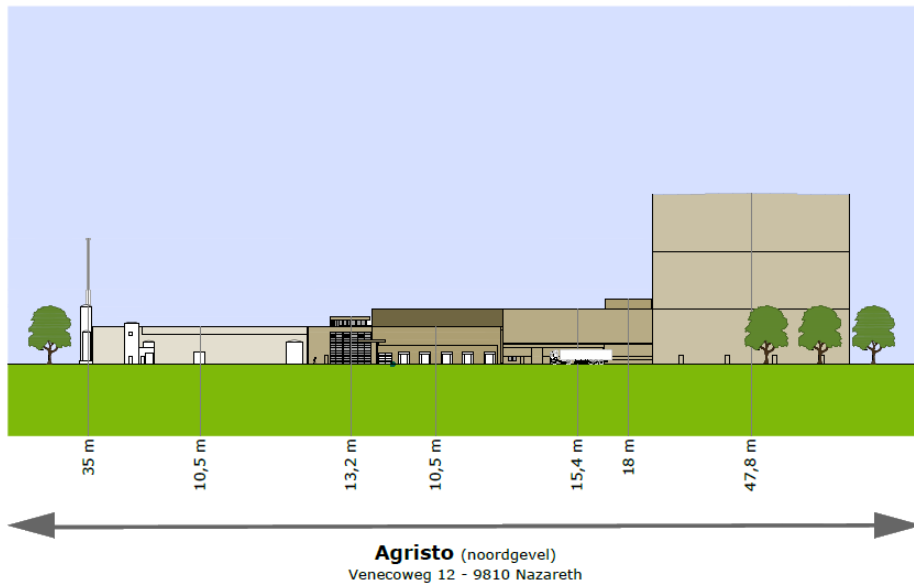 35 m
10,5 m
13,2 m
10,5 m
15,4 m
18 m
47,8 m
Agristo (noordgevel)
Venecoweg 12 - 9810 Nazareth